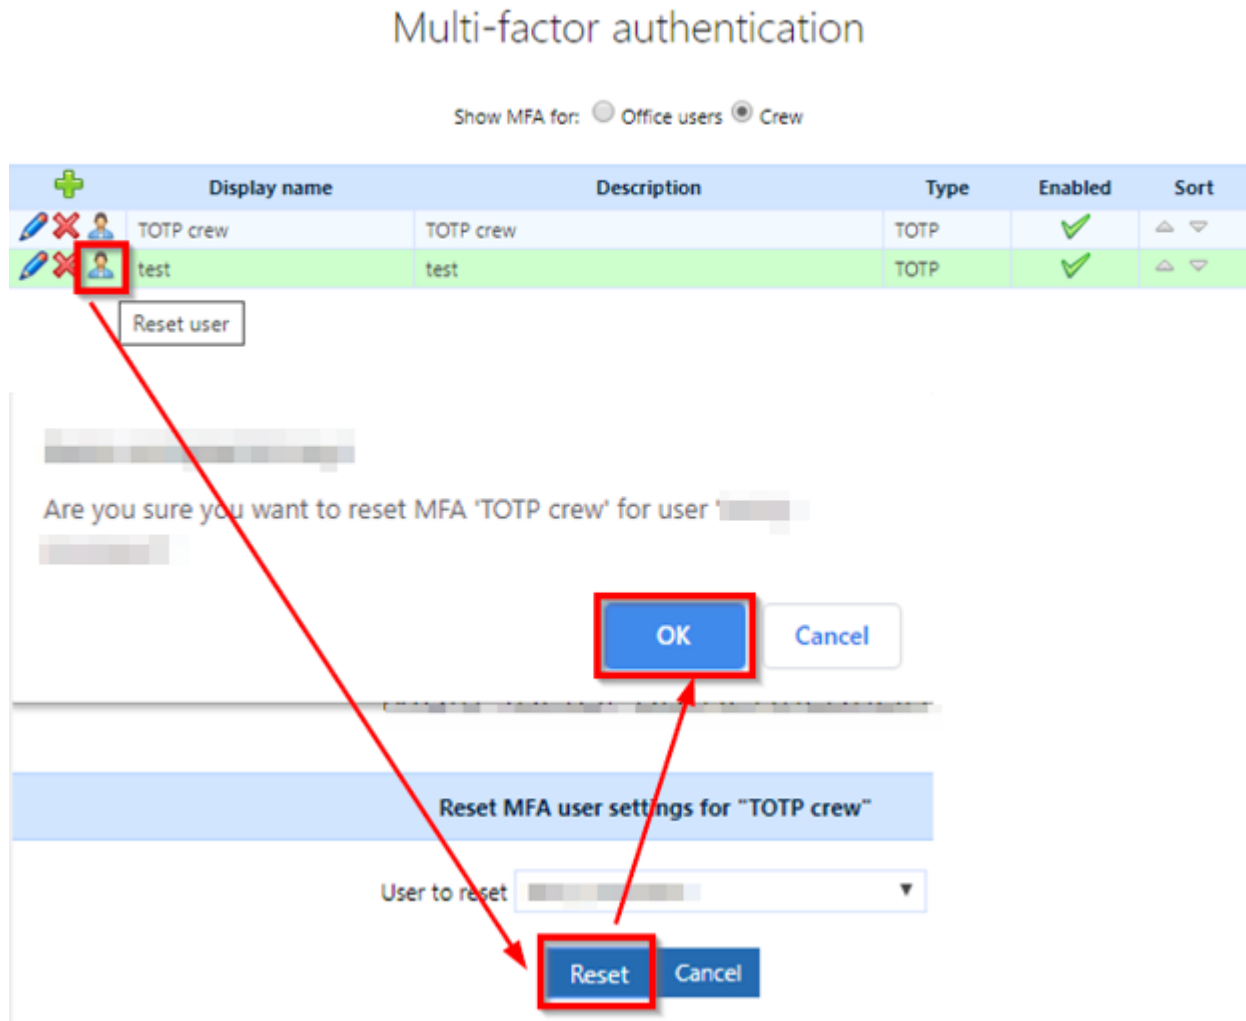 Multi-factor authentication
Show MFA for: Office users Crew
Display name Description Type Enabled Sort
TOTP crew TOTP crew TOTP
test test TOTP
Reset user
Are you sure you want to reset MFA 'TOTP crew' for user '
OK Cancel
Reset MFA user settings for "TOTP crew"
User to reset
Reset Cancel